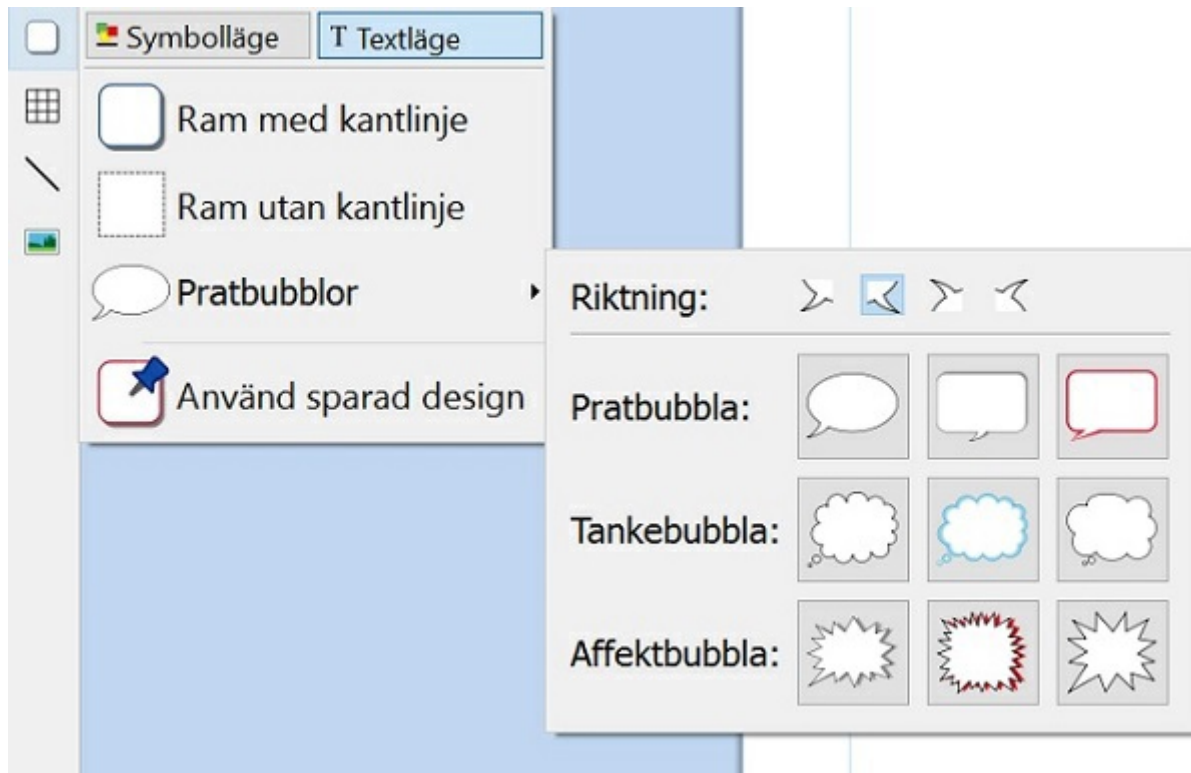 Symbolläge
T Textläge
Ram med kantlinje
Ram utan kantlinje
Pratbubblor
Använd sparad design
Riktning:
Pratbubbla:
Tankebubbla:
Affektbubbla: